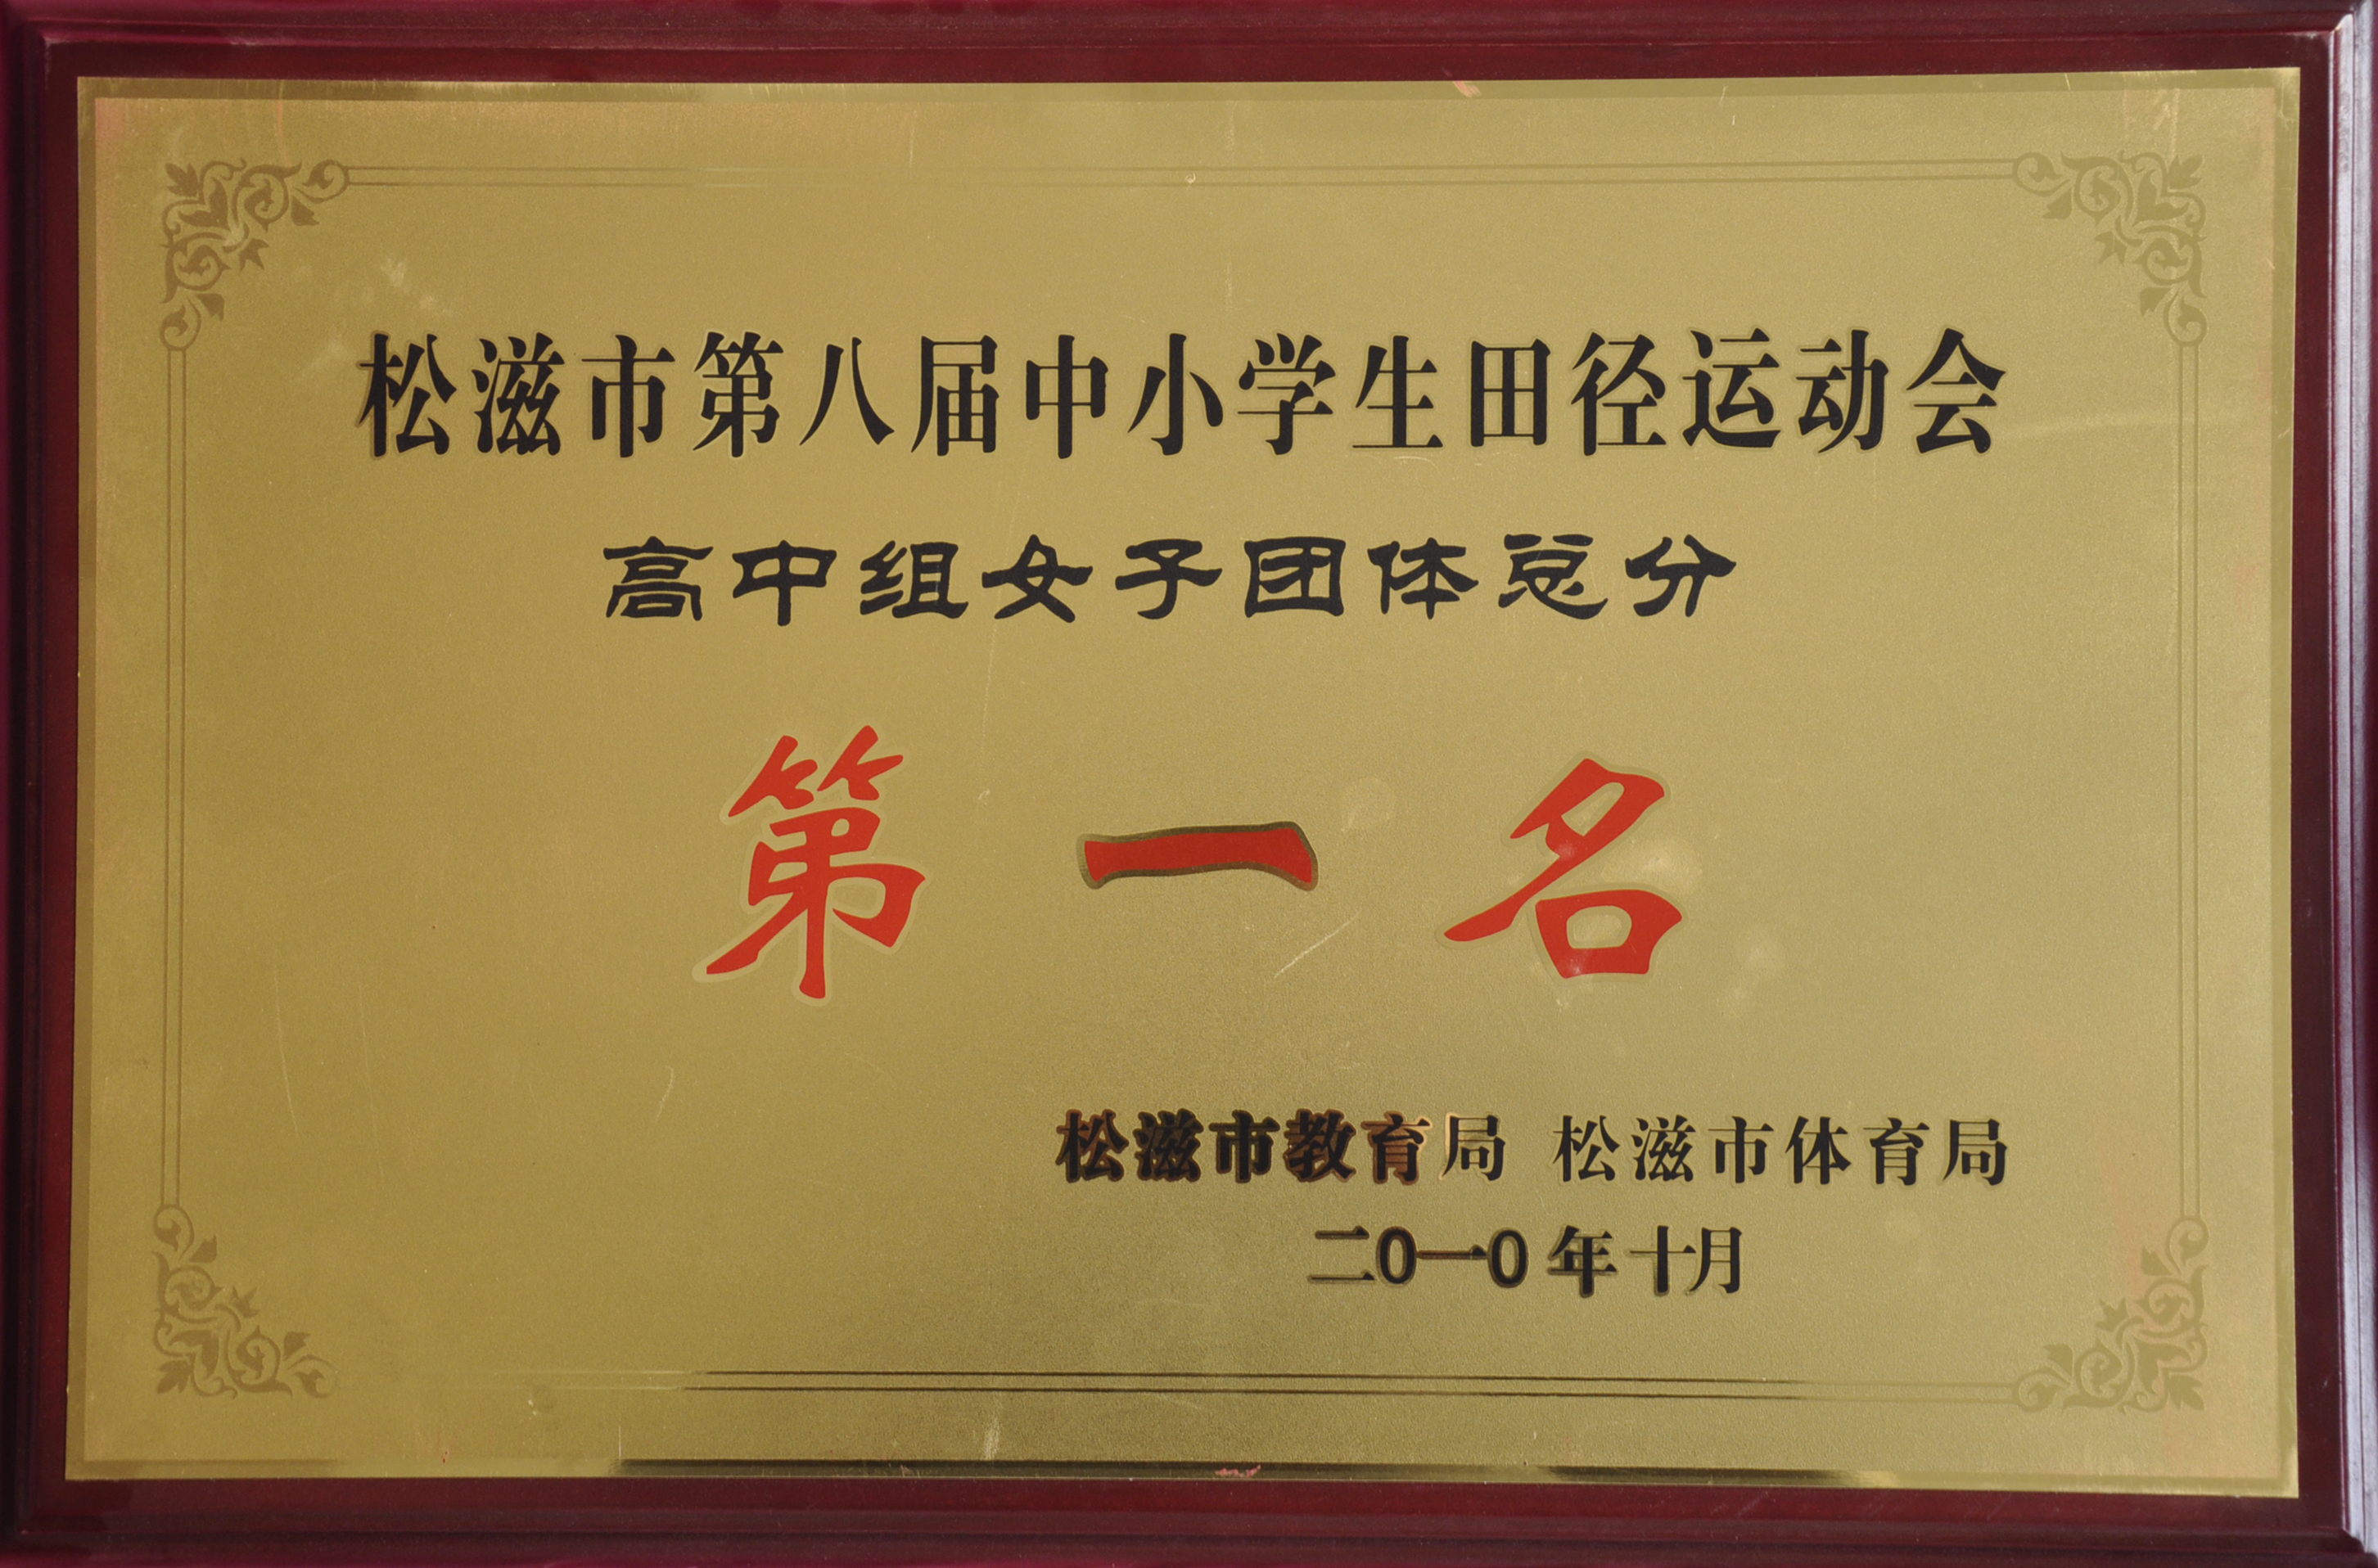 松滋市第八届中小学生田径运动会
高中组女子团体总分
第一名
松滋市教育局 松滋市体育局
二0一0年十月